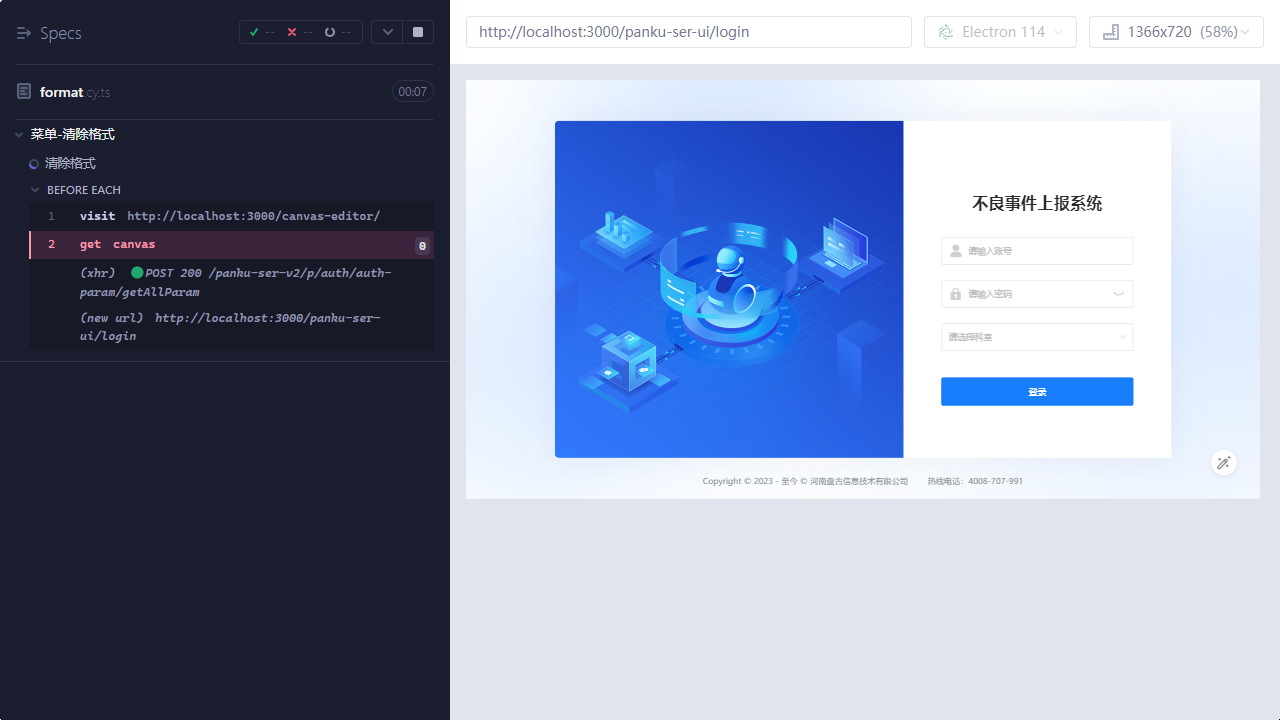 Specs
-- -- --
format.cy.ts
00:07
菜单-清除格式
清除格式
BEFORE EACH
1 visit http://localhost:3000/canvas-editor/
2 get canvas 0
(xhr) POST 200 /panku-ser-v2/p/auth/auth-
param/getAllParam
(new url) http://localhost:3000/panku-ser-
ui/login
http://localhost:3000/panku-ser-ui/login
Electron 114
1366x720 (58%)
不良事件上报系统
请输入账号
请输入密码
请选择科室
登录
Copyright © 2023 - 至今 © 河南盘古信息技术有限公司 热线电话：4008-707-991